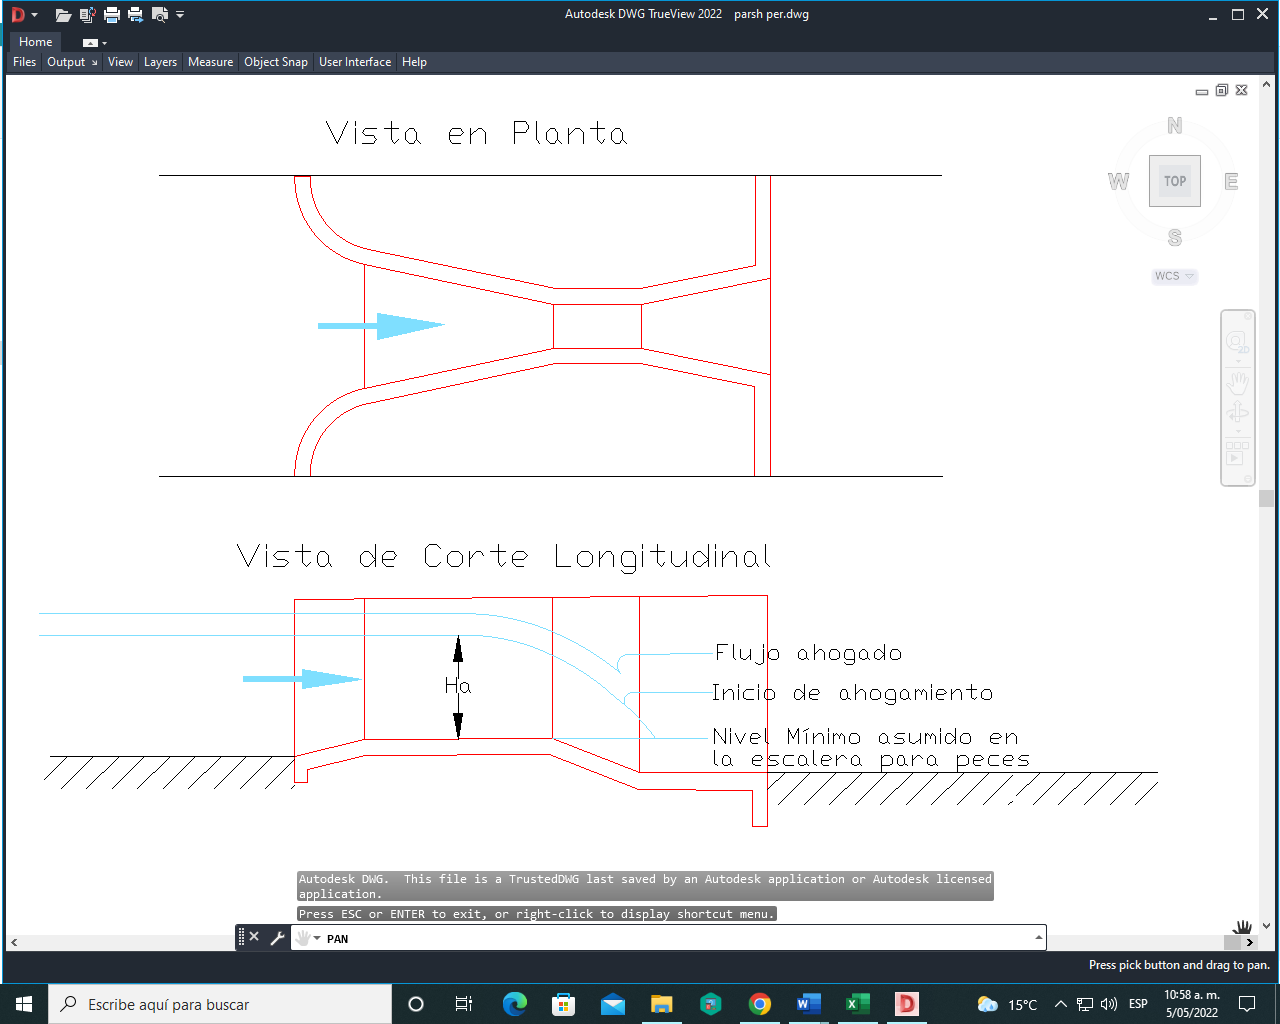 Autodesk DWG TrueView 2022 parsh per.dwg
Home
Files Output View Layers Measure Object Snap User Interface Help
Vista en Planta
N
W TOP E
S
WCS
2D
Vista de Corte Longitudinal
Flujo ahogado
Ha
Inicio de ahogamiento
Nivel Mínimo asumido en
la escalera para peces
Autodesk DWG. This file is a TrustedDWG last saved by an Autodesk application or Autodesk licensed
application.
Press ESC or ENTER to exit, or right-click to display shortcut menu.
PAN
Press pick button and drag to pan.
Escribe aquí para buscar
15°C
ESP
10:58 a. m.
5/05/2022